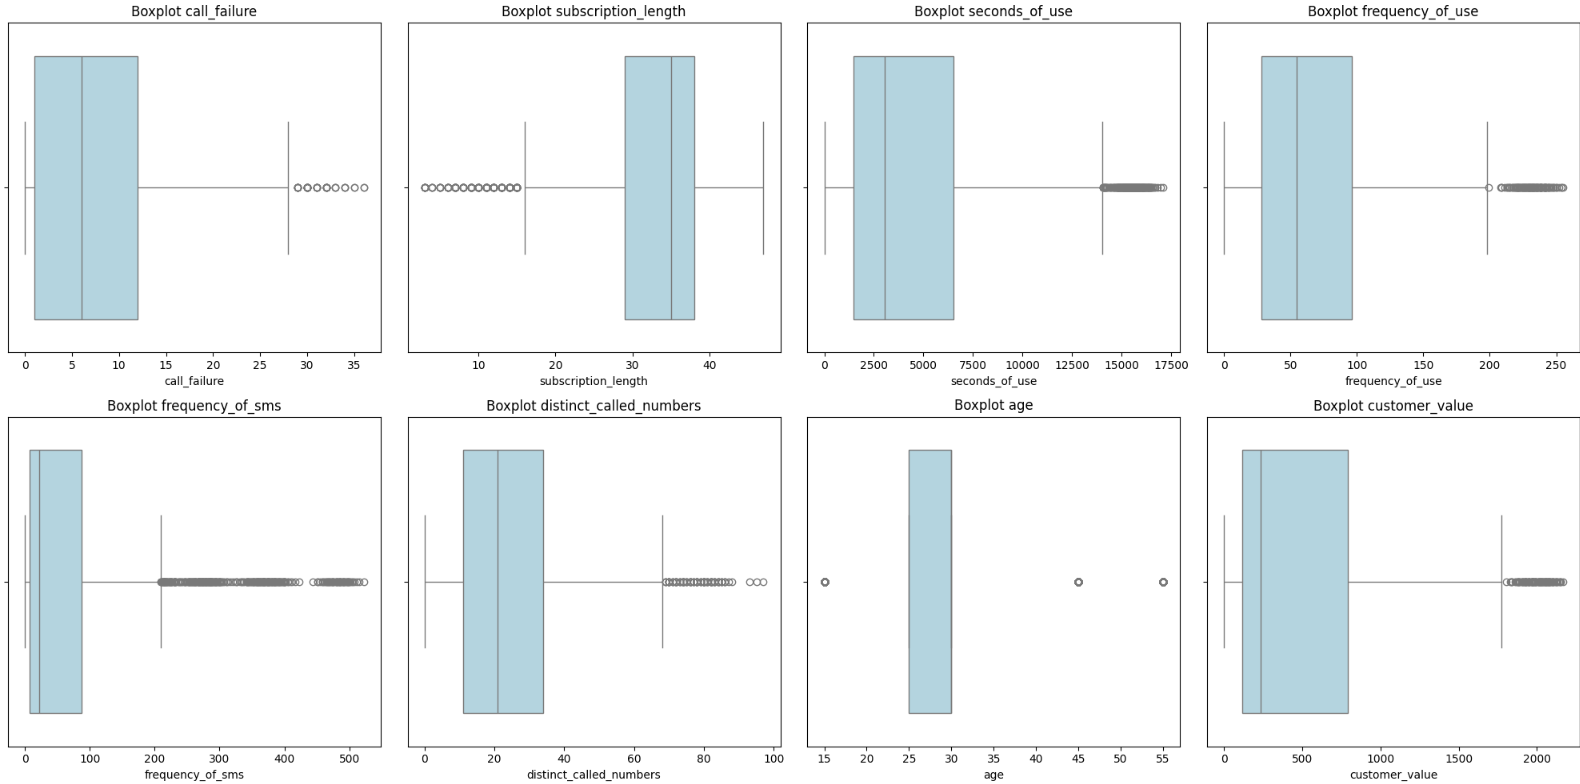 Boxplot call_failure
0 5 10 15 20 25 30 35
call_failure
Boxplot subscription_length
10 20 30 40
subscription_length
Boxplot seconds_of_use
0 2500 5000 7500 10000 12500 15000 17500
seconds_of_use
Boxplot frequency_of_use
0 50 100 150 200 250
frequency_of_use
Boxplot frequency_of_sms
0 100 200 300 400 500
frequency_of_sms
Boxplot distinct_called_numbers
0 20 40 60 80 100
distinct_called_numbers
Boxplot age
15 20 25 30 35 40 45 50 55
age
Boxplot customer_value
0 500 1000 1500 2000
customer_value